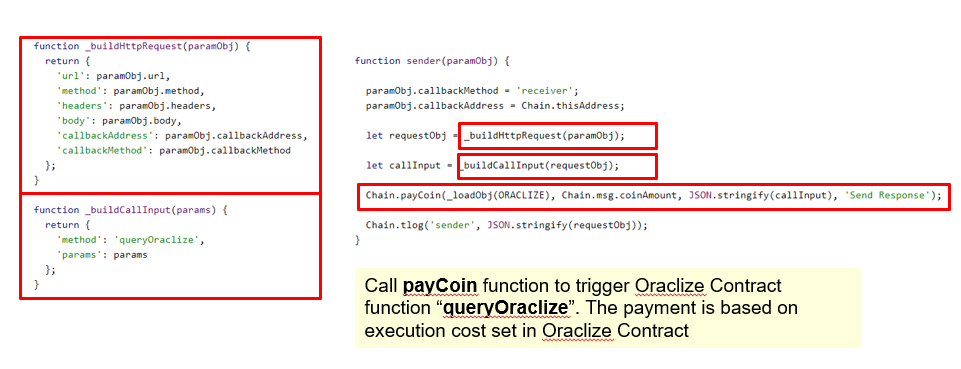 function _buildHttpRequest(paramObj) {
  return {
    'url': paramObj.url,
    'method': paramObj.method,
    'headers': paramObj.headers,
    'body': paramObj.body,
    'callbackAddress': paramObj.callbackAddress,
    'callbackMethod': paramObj.callbackMethod
  };
}
function _buildCallInput(params) {
  return {
    'method': 'queryOraclize',
    'params': params
  };
}
function sender(paramObj) {
  paramObj.callbackMethod = 'receiver';
  paramObj.callbackAddress = Chain.thisAddress;
  let requestObj = _buildHttpRequest(paramObj);
  let callInput = _buildCallInput(requestObj);
  Chain.payCoin(_loadObj(ORACLIZE), Chain.msg.coinAmount, JSON.stringify(callInput), 'Send Response');
  Chain.tlog('sender', JSON.stringify(requestObj));
}
Call payCoin function to trigger Oraclize Contract
function “queryOraclize”. The payment is based on
execution cost set in Oraclize Contract